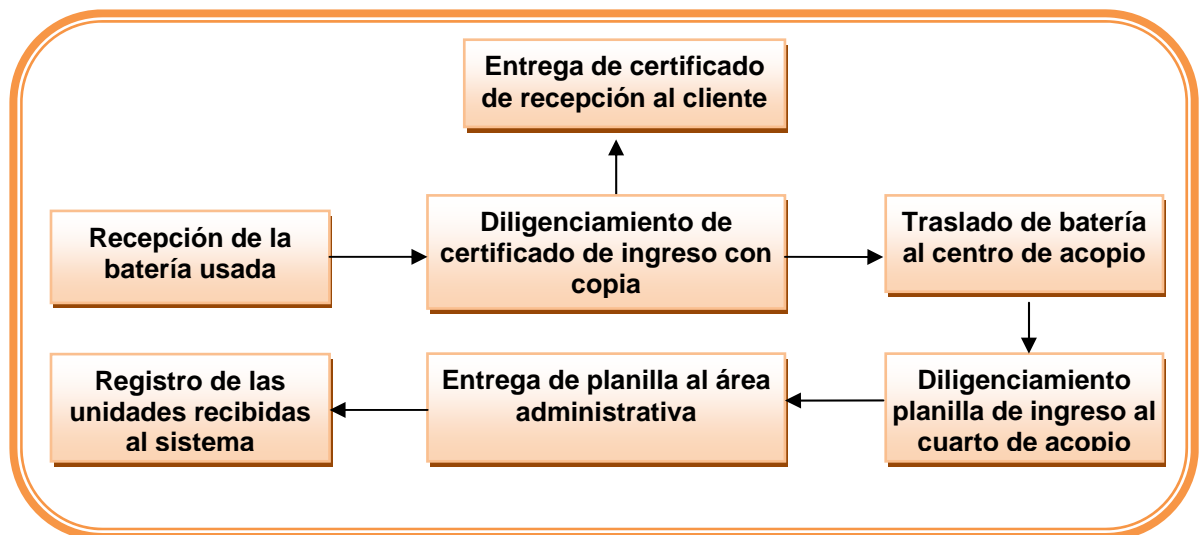 Entrega de certificado
de recepción al cliente
Recepción de la
batería usada
Diligenciamiento de
certificado de ingreso con
copia
Traslado de batería
al centro de acopio
Registro de las
unidades recibidas
al sistema
Entrega de planilla al área
administrativa
Diligenciamiento
planilla de ingreso al
cuarto de acopio